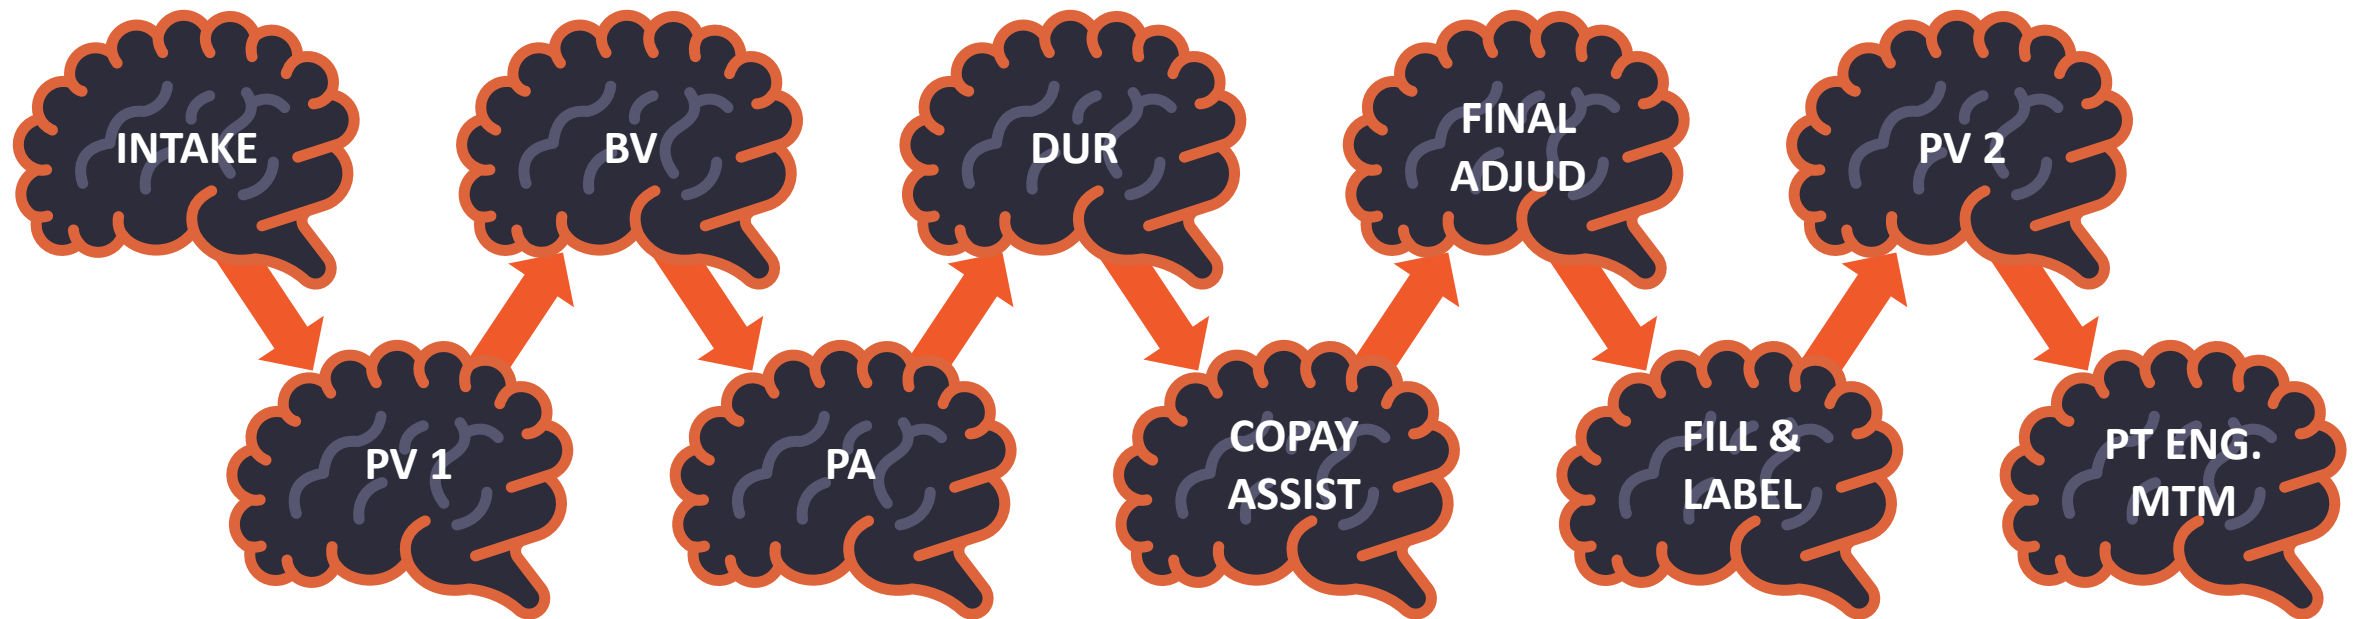 INTAKE
PV 1
BV
PA
DUR
COPAY
ASSIST
FINAL
ADJUD
FILL &
LABEL
PV 2
PT ENG.
MTM